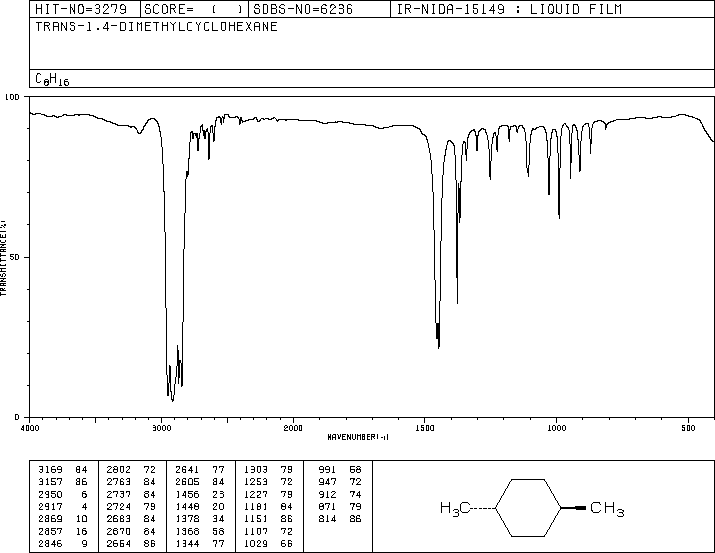 HIT-NO=3279 SCORE= ( ) SDBS-NO=6236 IR-NIDA-15149 : LIQUID FILM
TRANS-1,4-DIMETHYLCYCLOHEXANE
C8H16
100
50
0
TRANSMITTANCE(%)
4000 3000 2000 1500 1000 500
WAVENUMBER(-1)
3169 84 2802 72 2641 77 1303 79 991 58
3157 86 2763 84 2605 84 1253 72 947 72
2950 6 2737 84 1456 23 1227 79 912 74
2917 4 2724 79 1448 20 1181 84 871 79
2869 10 2683 84 1378 34 1151 86 814 86
2857 16 2670 84 1368 58 1107 72
2846 9 2664 86 1344 77 1029 66
H3C CH3